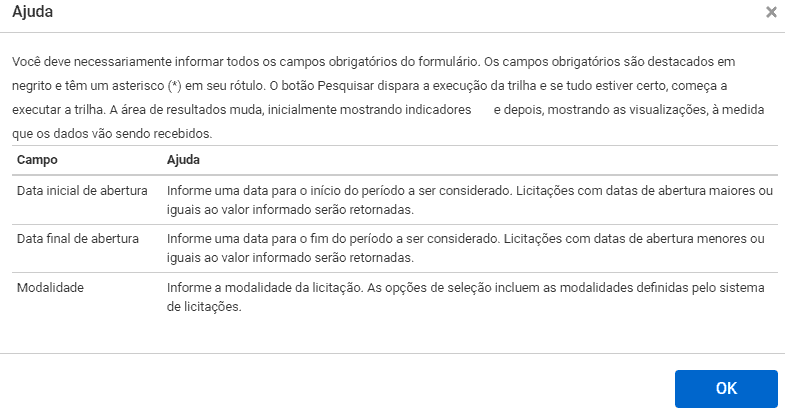 Ajuda
Você deve necessariamente informar todos os campos obrigatórios do formulário. Os campos obrigatórios são destacados em
negrito e têm um asterisco (*) em seu rótulo. O botão Pesquisar dispara a execução da trilha e se tudo estiver certo, começa a
executar a trilha. A área de resultados muda, inicialmente mostrando indicadores e depois, mostrando as visualizações, à medida
que os dados vão sendo recebidos.
Campo Ajuda
Data inicial de abertura Informe uma data para o início do período a ser considerado. Licitações com datas de abertura maiores ou
iguais ao valor informado serão retornadas.
Data final de abertura Informe uma data para o fim do período a ser considerado. Licitações com datas de abertura menores ou
iguais ao valor informado serão retornadas.
Modalidade Informe a modalidade da licitação. As opções de seleção incluem as modalidades definidas pelo sistema
de licitações.
OK